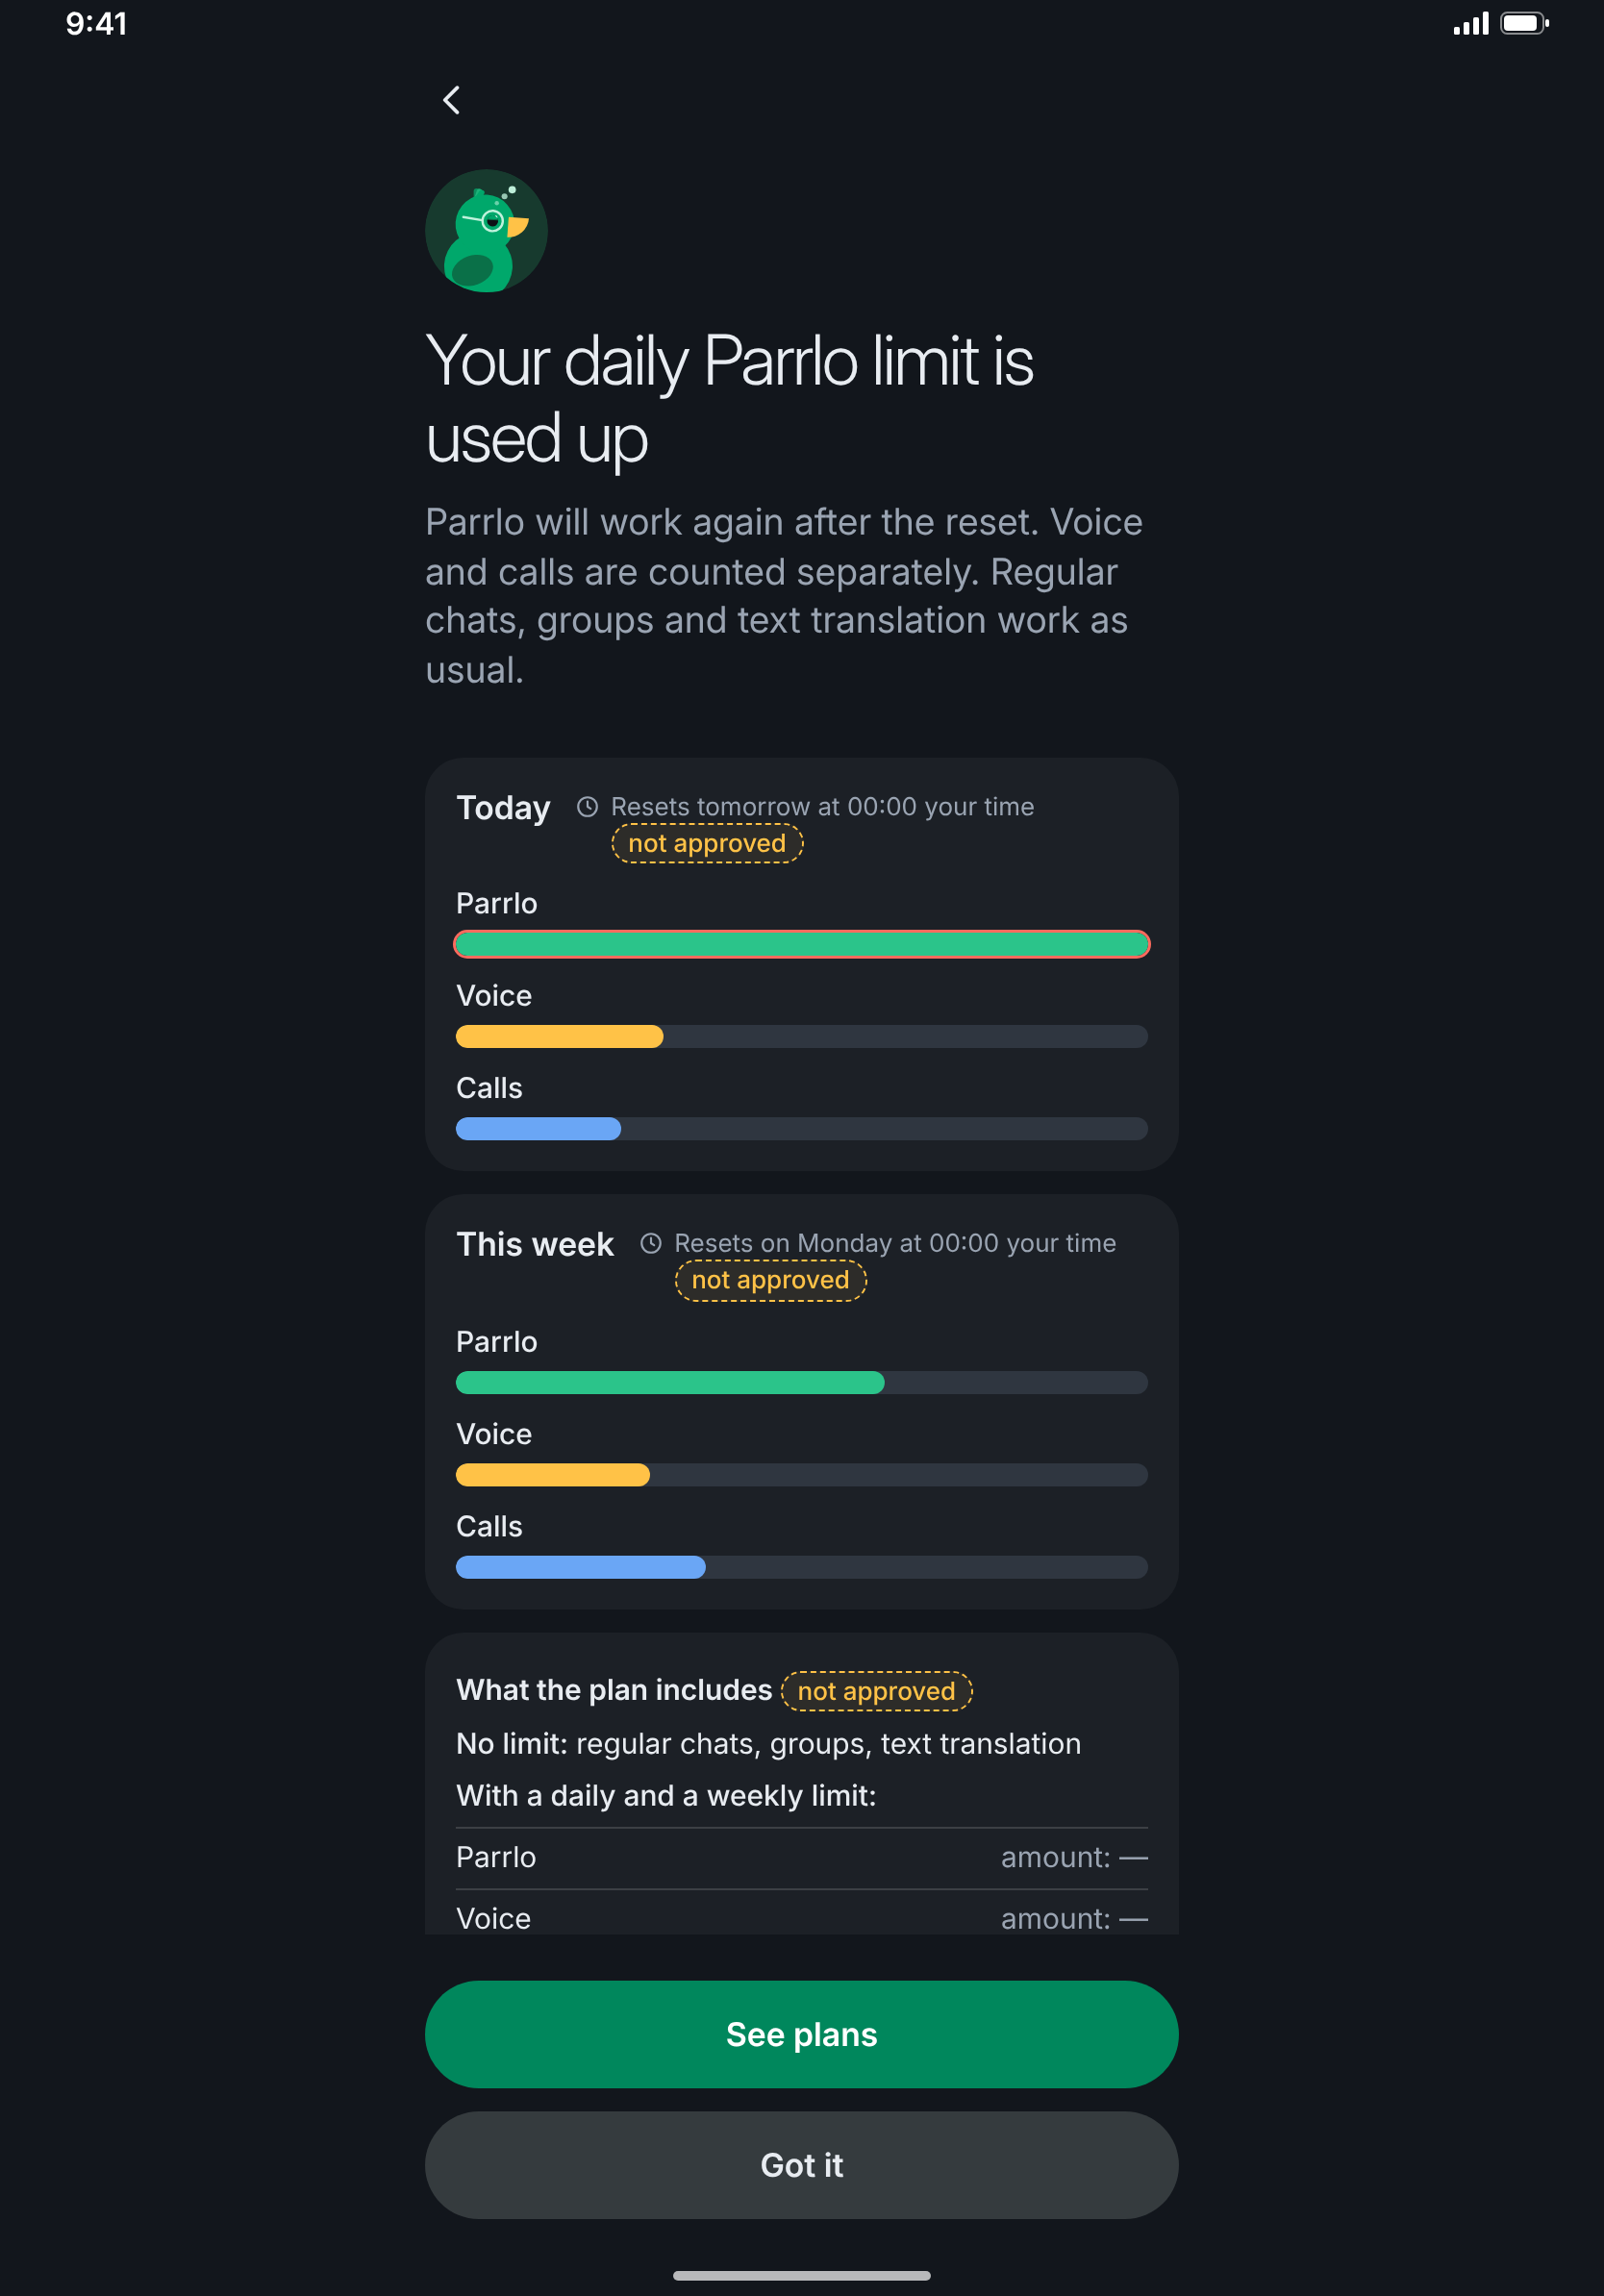 9:41
Your daily Parrlo limit is
used up
Parrlo will work again after the reset. Voice
and calls are counted separately. Regular
chats, groups and text translation work as
usual.
Today Resets tomorrow at 00:00 your time
not approved
Parrlo
Voice
Calls
This week Resets on Monday at 00:00 your time
not approved
Parrlo
Voice
Calls
What the plan includes not approved
No limit: regular chats, groups, text translation
With a daily and a weekly limit:
Parrlo amount: —
Voice amount: —
See plans
Got it